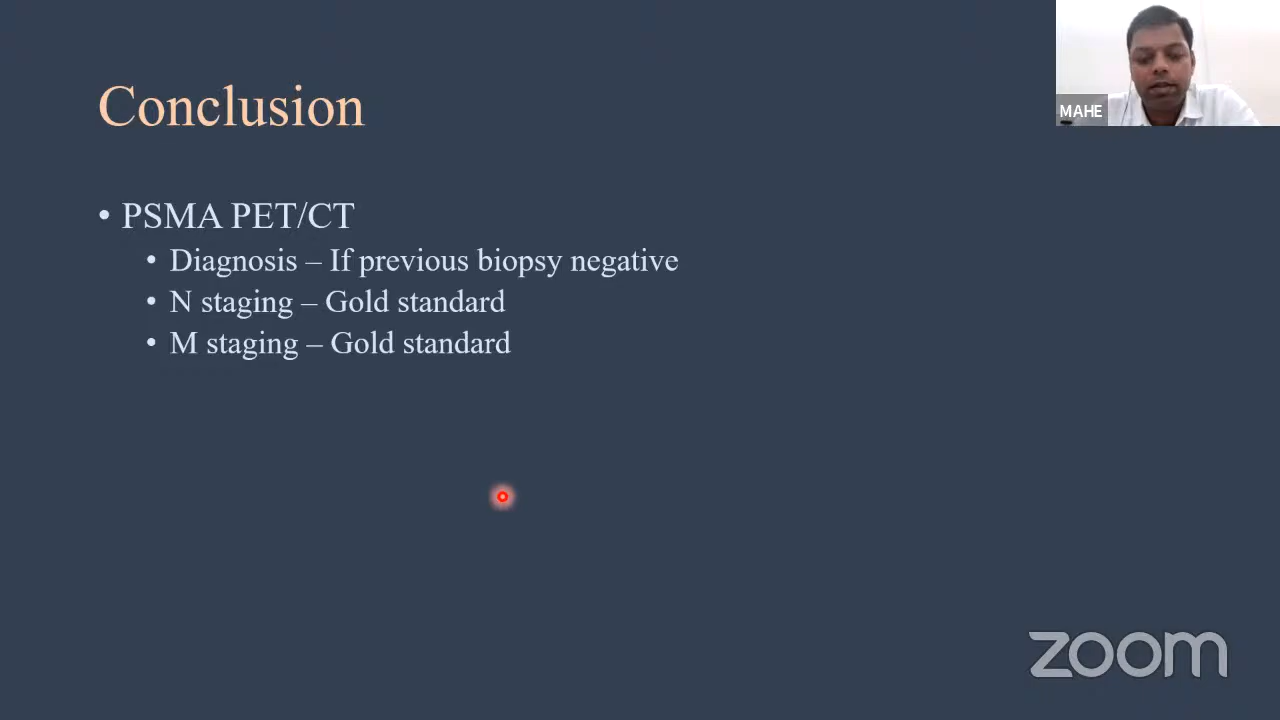 MAHE
Conclusion
• PSMA PET/CT
• Diagnosis – If previous biopsy negative
• N staging – Gold standard
• M staging – Gold standard
zoom